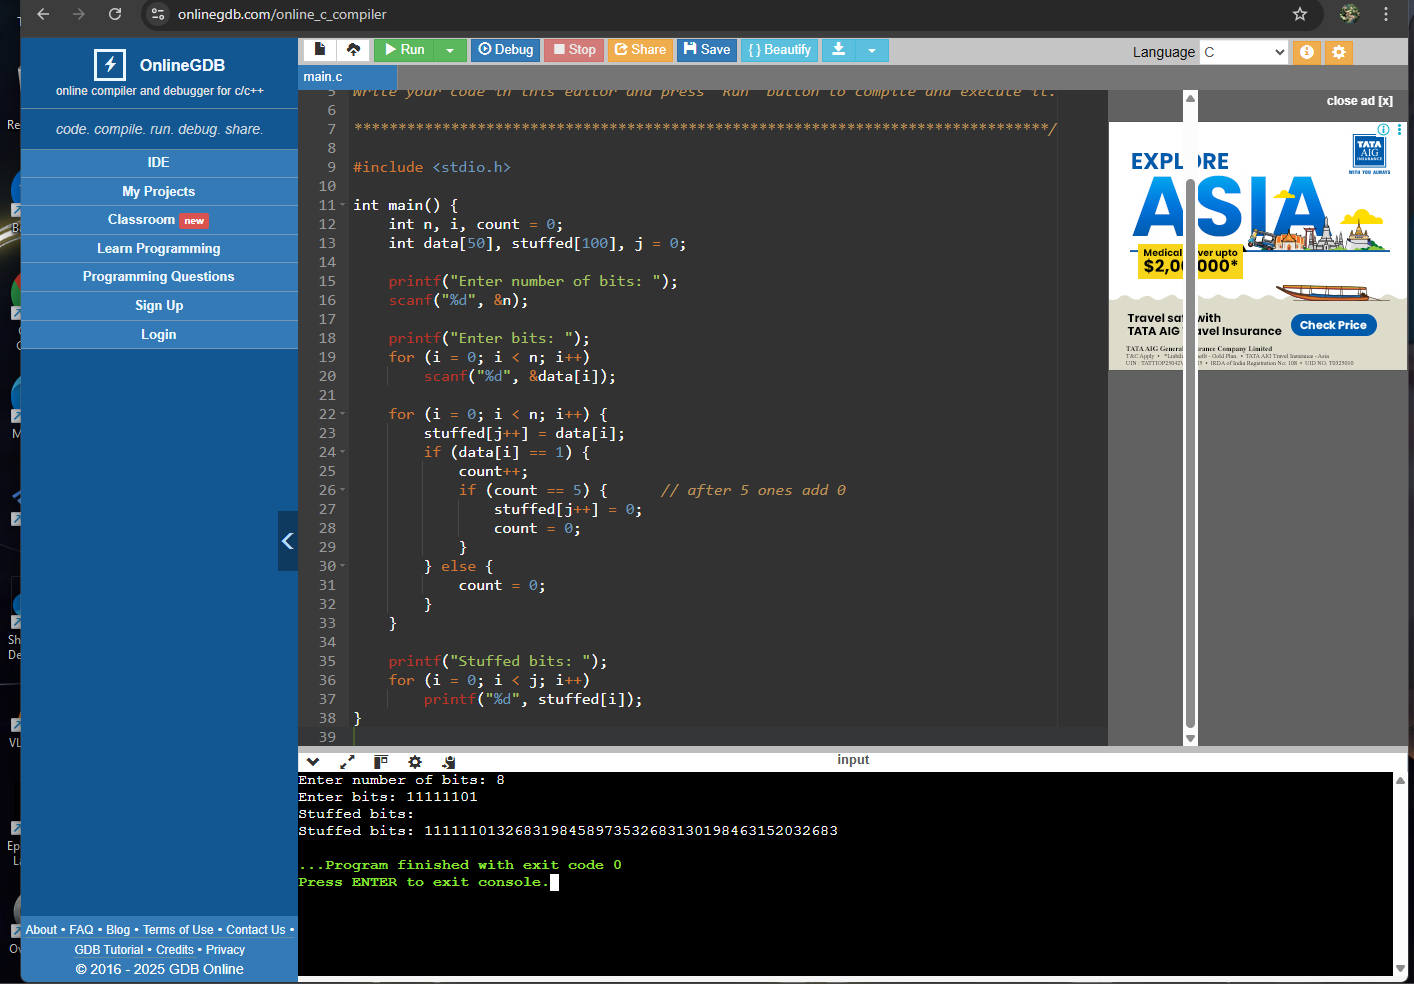 onlinegdb.com/online_c_compiler
OnlineGDB
online compiler and debugger for c/c++
code. compile. run. debug. share.
IDE
My Projects
Classroom new
Learn Programming
Programming Questions
Sign Up
Login
About • FAQ • Blog • Terms of Use • Contact Us •
GDB Tutorial • Credits • Privacy
© 2016 - 2025 GDB Online
Run Debug Stop Share Save { } Beautify
Language C
main.c
5 Write your code in this editor and press "Run" button to compile and execute it.
6
7 *******************************************************************************/
8
9 #include <stdio.h>
10
11 int main() {
12 int n, i, count = 0;
13 int data[50], stuffed[100], j = 0;
14
15 printf("Enter number of bits: ");
16 scanf("%d", &n);
17
18 printf("Enter bits: ");
19 for (i = 0; i < n; i++)
20 scanf("%d", &data[i]);
21
22 for (i = 0; i < n; i++) {
23 stuffed[j++] = data[i];
24 if (data[i] == 1) {
25 count++;
26 if (count == 5) { // after 5 ones add 0
27 stuffed[j++] = 0;
28 count = 0;
29 }
30 } else {
31 count = 0;
32 }
33 }
34
35 printf("Stuffed bits: ");
36 for (i = 0; i < j; i++)
37 printf("%d", stuffed[i]);
38 }
39
close ad [x]
TATA
AIG
INSURANCE
WITH YOU ALWAYS
ASIA
Medical
Travel
with
TATA AIG
Insurance
Check Price
TATA AIG General
Company Limited
input
Enter number of bits: 8
Enter bits: 11111101
Stuffed bits:
Stuffed bits: 11111101326831984589735326831301984631520326​83

...Program finished with exit code 0
Press ENTER to exit console.